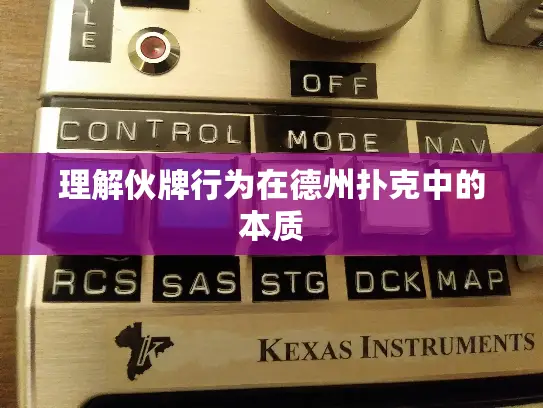 YLE
OFF
CONTROL MODE NAV
理解伙牌行为在德州扑克中的
本质
RCS SAS STG DCK MAP
K KEXAS INSTRUMENTS